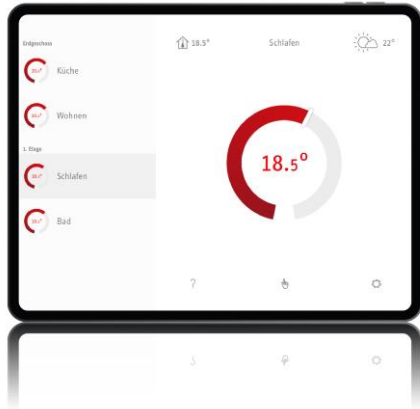 Erdgeschoss
Küche
Wohnen
1. Etage
Schlafen
Bad
18.5°
Schlafen
22°
18.5°
?